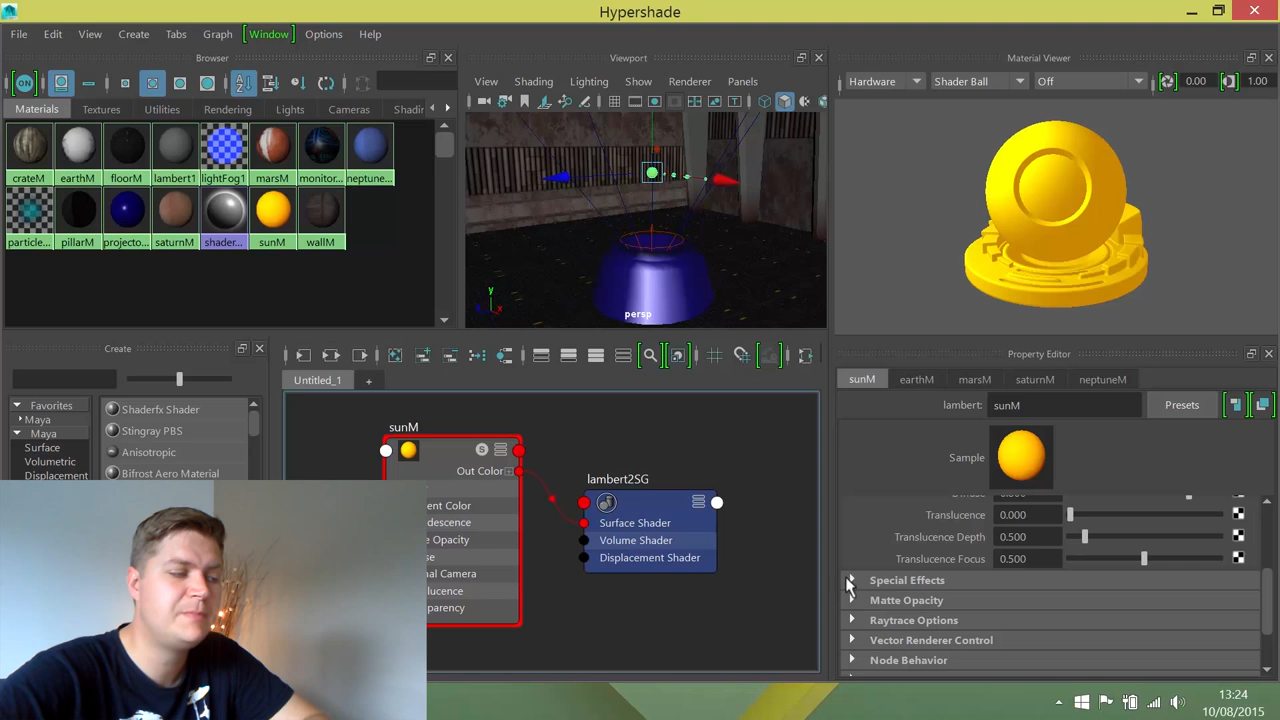 Hypershade
File Edit View Create Tabs Graph [Window] Options Help
Browser
Viewport
Material Viewer
View Shading Lighting Show Renderer Panels
Hardware Shader Ball Off 0.00 1.00
ON
Materials Textures Utilities Rendering Lights Cameras Shadi
crateM earthM floorM lambert1 lightFog1 marsM monitor... neptune...
particle... pillarM projecto... saturnM shader... sunM wallM
y
persp
Create
Property Editor
Untitled_1 +
sunM earthM marsM saturnM neptuneM
lambert: sunM Presets
Favorites
Maya
Maya
Surface
Volumetric
Displacement
Shaderfx Shader
Stingray PBS
Anisotropic
Bifrost Aero Material
sunM
S
Out Color
ent Color
descence
e Opacity
se
al Camera
lucence
parency
lambert2SG
Surface Shader
Volume Shader
Displacement Shader
Sample
Diffuse 0.800
Translucence 0.000
Translucence Depth 0.500
Translucence Focus 0.500
Special Effects
Matte Opacity
Raytrace Options
Vector Renderer Control
Node Behavior
13:24
10/08/2015